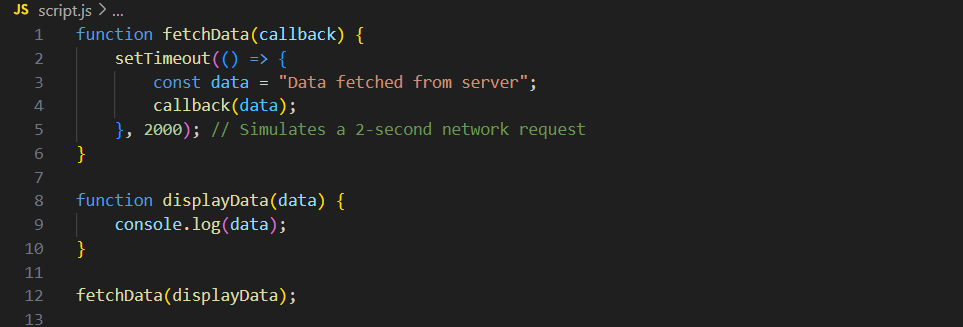 JS script.js > ...
1 function fetchData(callback) {
2     setTimeout(() => {
3         const data = "Data fetched from server";
4         callback(data);
5     }, 2000); // Simulates a 2-second network request
6 }
7
8 function displayData(data) {
9     console.log(data);
10 }
11
12 fetchData(displayData);
13